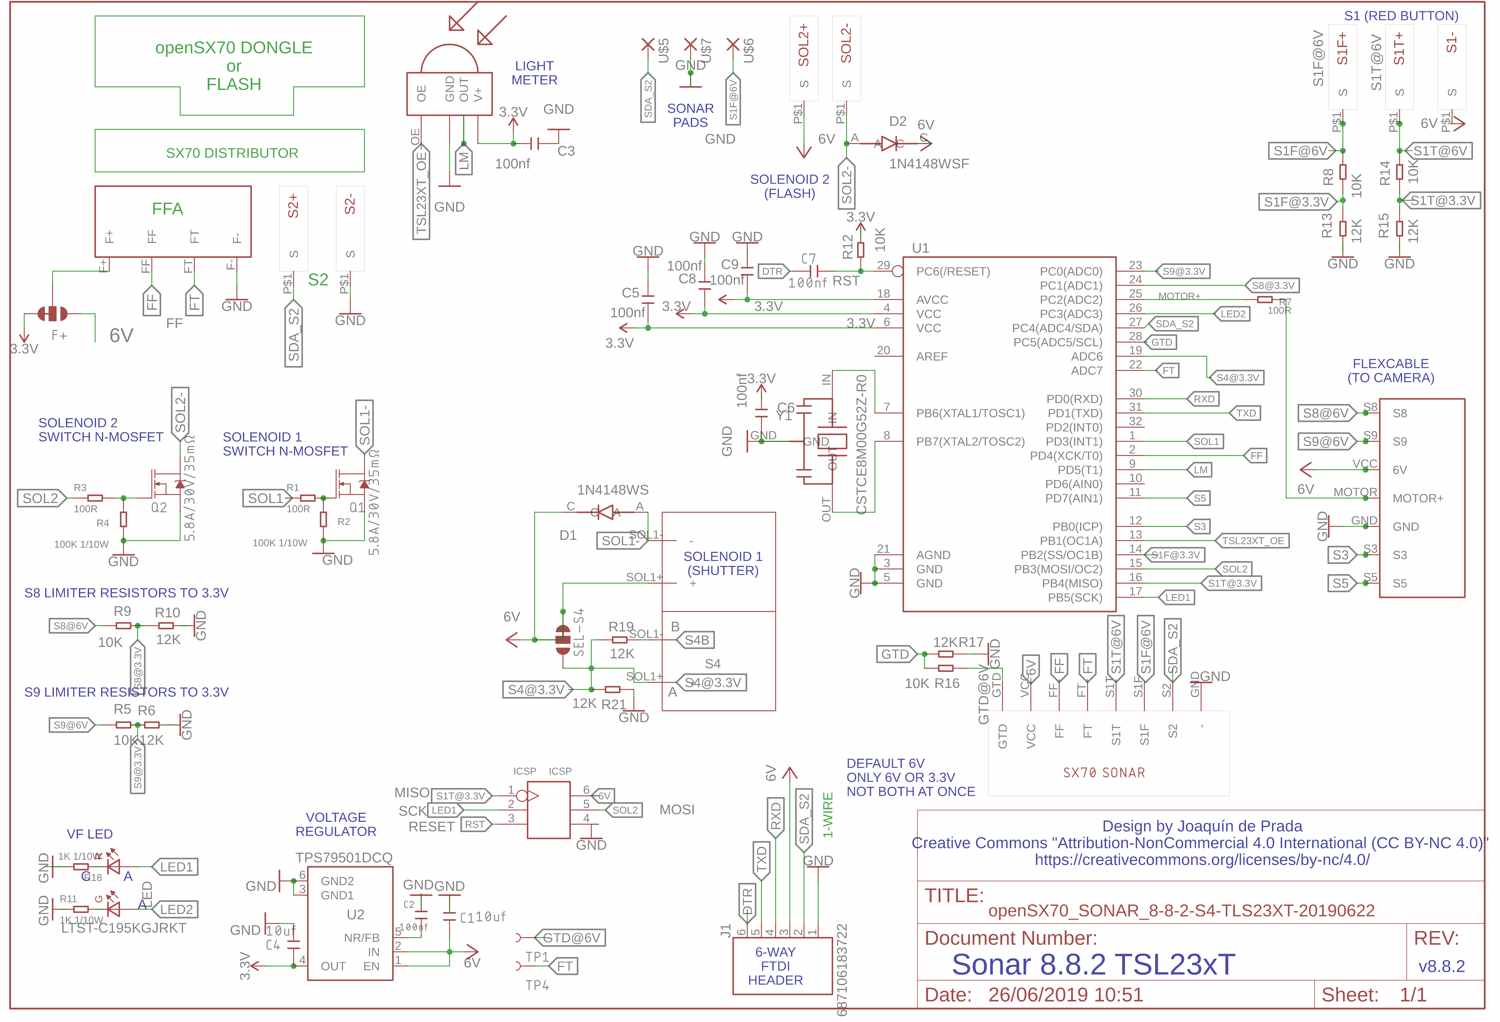 openSX70 DONGLE
or
FLASH
SX70 DISTRIBUTOR
FFA
F+
FF
FT
F-
F+
FF
FT
F-
FF
FT
GND
FF
S2+
S
P$1
SDA_S2
S2-
S
P$1
GND
S2
3.3V
F+
6V
LIGHT
METER
OE
GND
OUT
V+
OE
TSL23XT_OE
LM
GND
3.3V
100nf
GND
C3
U$5
U$7
U$6
GND
SDA_S2
S1F@6V
SONAR
PADS
GND
SOL2+
S
P$1
SOL2-
S
P$1
6V
A
D2
6V
1N4148WSF
SOL2-
SOLENOID 2
(FLASH)
S1 (RED BUTTON)
S1F@6V
S1F+
S
P$1
S1T@6V
S1T+
S
P$1
S1-
S
P$1
6V
S1F@6V
S1T@6V
R8
10K
R14
10K
S1F@3.3V
S1T@3.3V
R13
12K
R15
12K
GND
GND
3.3V
R12
10K
GND
GND
GND
C9
100nf
100nf
C8
C5
100nf
DTR
C7
100nf
RST
3.3V
3.3V
3.3V
3.3V
U1
29
PC6(/RESET)
18
AVCC
4
VCC
6
VCC
20
AREF
7
PB6(XTAL1/TOSC1)
8
PB7(XTAL2/TOSC2)
21
AGND
3
GND
5
GND
GND
PC0(ADC0)
23
S9@3.3V
PC1(ADC1)
24
S8@3.3V
PC2(ADC2)
25
MOTOR+
R7
100R
PC3(ADC3)
26
LED2
PC4(ADC4/SDA)
27
SDA_S2
PC5(ADC5/SCL)
28
GTD
ADC6
19
S4@3.3V
ADC7
22
FT
PD0(RXD)
30
RXD
PD1(TXD)
31
TXD
PD2(INT0)
32
PD3(INT1)
1
SOL1
PD4(XCK/T0)
2
FF
PD5(T1)
9
LM
PD6(AIN0)
10
PD7(AIN1)
11
S5
PB0(ICP)
12
S3
PB1(OC1A)
13
TSL23XT_OE
PB2(SS/OC1B)
14
S1F@3.3V
PB3(MOSI/OC2)
15
SOL2
PB4(MISO)
16
S1T@3.3V
PB5(SCK)
17
LED1
3.3V
100nf
C6
Y1
GND
GND
GND
IN
IN
OUT
OUT
CSTCE8M00G52Z-R0
FLEXCABLE
(TO CAMERA)
S8@6V
S8
S8
S9@6V
S9
S9
VCC
6V
6V
MOTOR
MOTOR+
GND
GND
GND
S3
S3
S3
S5
S5
S5
SOLENOID 2
SWITCH N-MOSFET
SOL2-
SOL2
R3
100R
R4
100K 1/10W
Q2
5.8A/30V/35mΩ
GND
SOLENOID 1
SWITCH N-MOSFET
SOL1-
SOL1
R1
100R
R2
100K 1/10W
Q1
5.8A/30V/35mΩ
GND
1N4148WS
C
A
D1
SOL1-
SOL1-
-
SOLENOID 1
(SHUTTER)
SOL1+
+
6V
SEL-S4
R19
12K
SOL1-
B
S4B
S4
S4@3.3V
SOL1+
S4@3.3V
A
12K
R21
GND
S8 LIMITER RESISTORS TO 3.3V
S8@6V
R9
10K
R10
12K
GND
S8@3.3V
S9 LIMITER RESISTORS TO 3.3V
S9@6V
R5
R6
10K
12K
GND
S9@3.3V
GTD
12K
R17
GND
10K
R16
GTD@6V
GTD
6V
VCC
FF
FF
FT
FT
S1T@6V
S1T
S1F@6V
S1F
SDA_S2
S2
GND
GND
GTD
VCC
FF
FT
S1T
S1F
S2
-
SX70 SONAR
DEFAULT 6V
ONLY 6V OR 3.3V
NOT BOTH AT ONCE
ICSP
ICSP
MISO
S1T@3.3V
1
SCK
LED1
2
RESET
RST
3
6
6V
5
SOL2
MOSI
4
GND
VF LED
GND
1K 1/10W
R18
C
R
A
LED1
GND
R11
1K 1/10W
G
A
LED
LED2
LTST-C195KGJRKT
VOLTAGE
REGULATOR
TPS79501DCQ
GND
6
GND2
3
GND1
U2
GND
10uf
C4
3.3V
4
OUT
NR/FB
5
IN
2
EN
1
GND
GND
C2
100nf
C1
10uf
6V
GTD@6V
TP1
FT
TP4
6V
1-WIRE
RXD
SDA_S2
TXD
DTR
GND
J1
6
5
4
3
2
1
6-WAY
FTDI
HEADER
687106183722
Design by Joaquín de Prada
Creative Commons "Attribution-NonCommercial 4.0 International (CC BY-NC 4.0)"
https://creativecommons.org/licenses/by-nc/4.0/
TITLE:
openSX70_SONAR_8-8-2-S4-TLS23XT-20190622
Document Number:
Sonar 8.8.2 TSL23xT
REV:
v8.8.2
Date: 26/06/2019 10:51
Sheet: 1/1